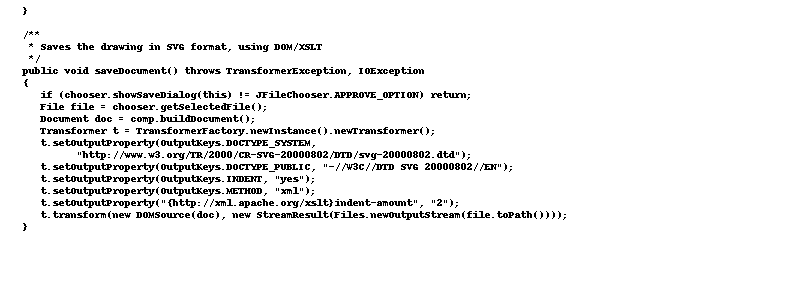 }
/**
* Saves the drawing in SVG format, using DOM/XSLT
*/
public void saveDocument() throws TransformerException, IOException
{
if (chooser.showSaveDialog(this) != JFileChooser.APPROVE_OPTION) return;
File file = chooser.getSelectedFile();
Document doc = comp.buildDocument();
Transformer t = TransformerFactory.newInstance().newTransformer();
t.setOutputProperty(OutputKeys.DOCTYPE_SYSTEM,
"http://www.w3.org/TR/2000/CR-SVG-20000802/DTD/svg-20000802.dtd");
t.setOutputProperty(OutputKeys.DOCTYPE_PUBLIC, "-//W3C//DTD SVG 20000802//EN");
t.setOutputProperty(OutputKeys.INDENT, "yes");
t.setOutputProperty(OutputKeys.METHOD, "xml");
t.setOutputProperty("{http://xml.apache.org/xslt}indent-amount", "2");
t.transform(new DOMSource(doc), new StreamResult(Files.newOutputStream(file.toPath())));
}